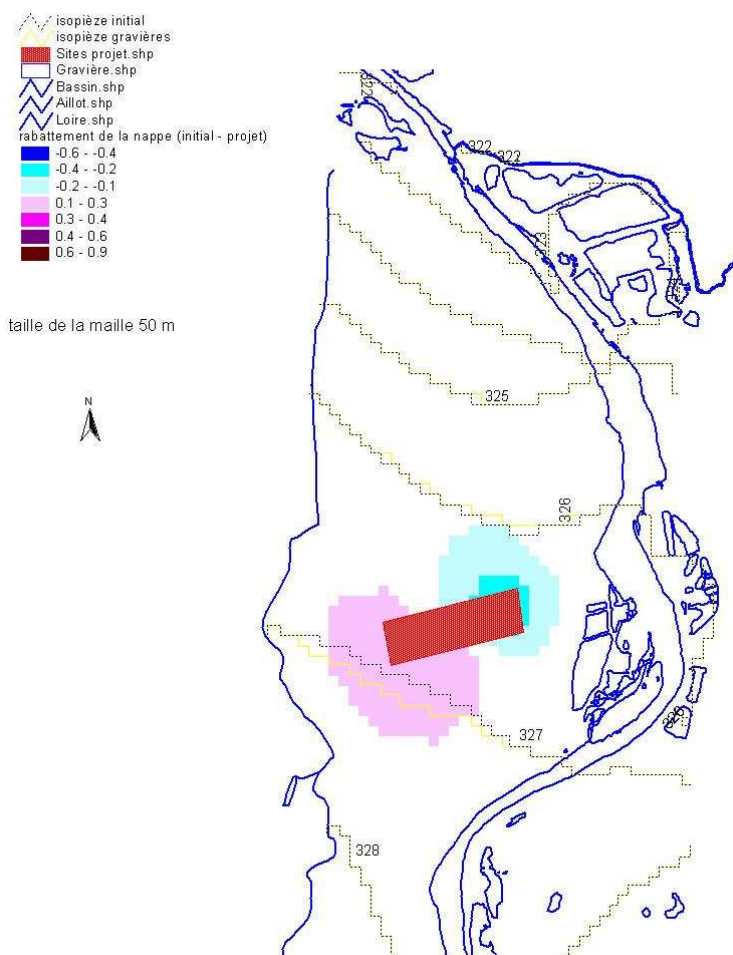 isopièze initial
isopièze gravières
Sites projet.shp
Gravière.shp
Bassin.shp
Aillot.shp
Loire.shp
rabattement de la nappe (initial - projet)
-0.6 - -0.4
-0.4 - -0.2
-0.2 - -0.1
0.1 - 0.3
0.3 - 0.4
0.4 - 0.6
0.6 - 0.9
taille de la maille 50 m
N
322
322
322
323
325
326
327
326
328